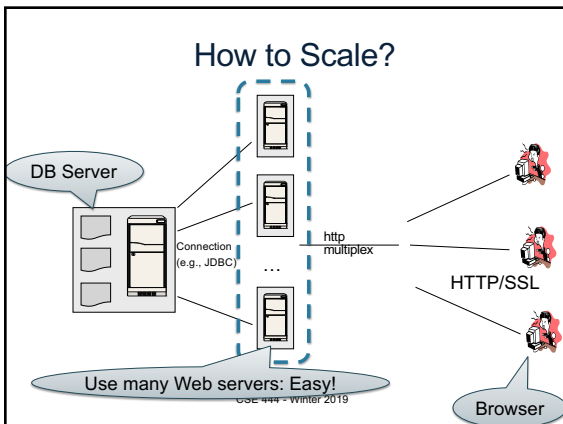 How to Scale?
DB Server
Connection
(e.g., JDBC)
...
http
multiplex
HTTP/SSL
Use many Web servers: Easy!
CSE 444 - Winter 2019
Browser